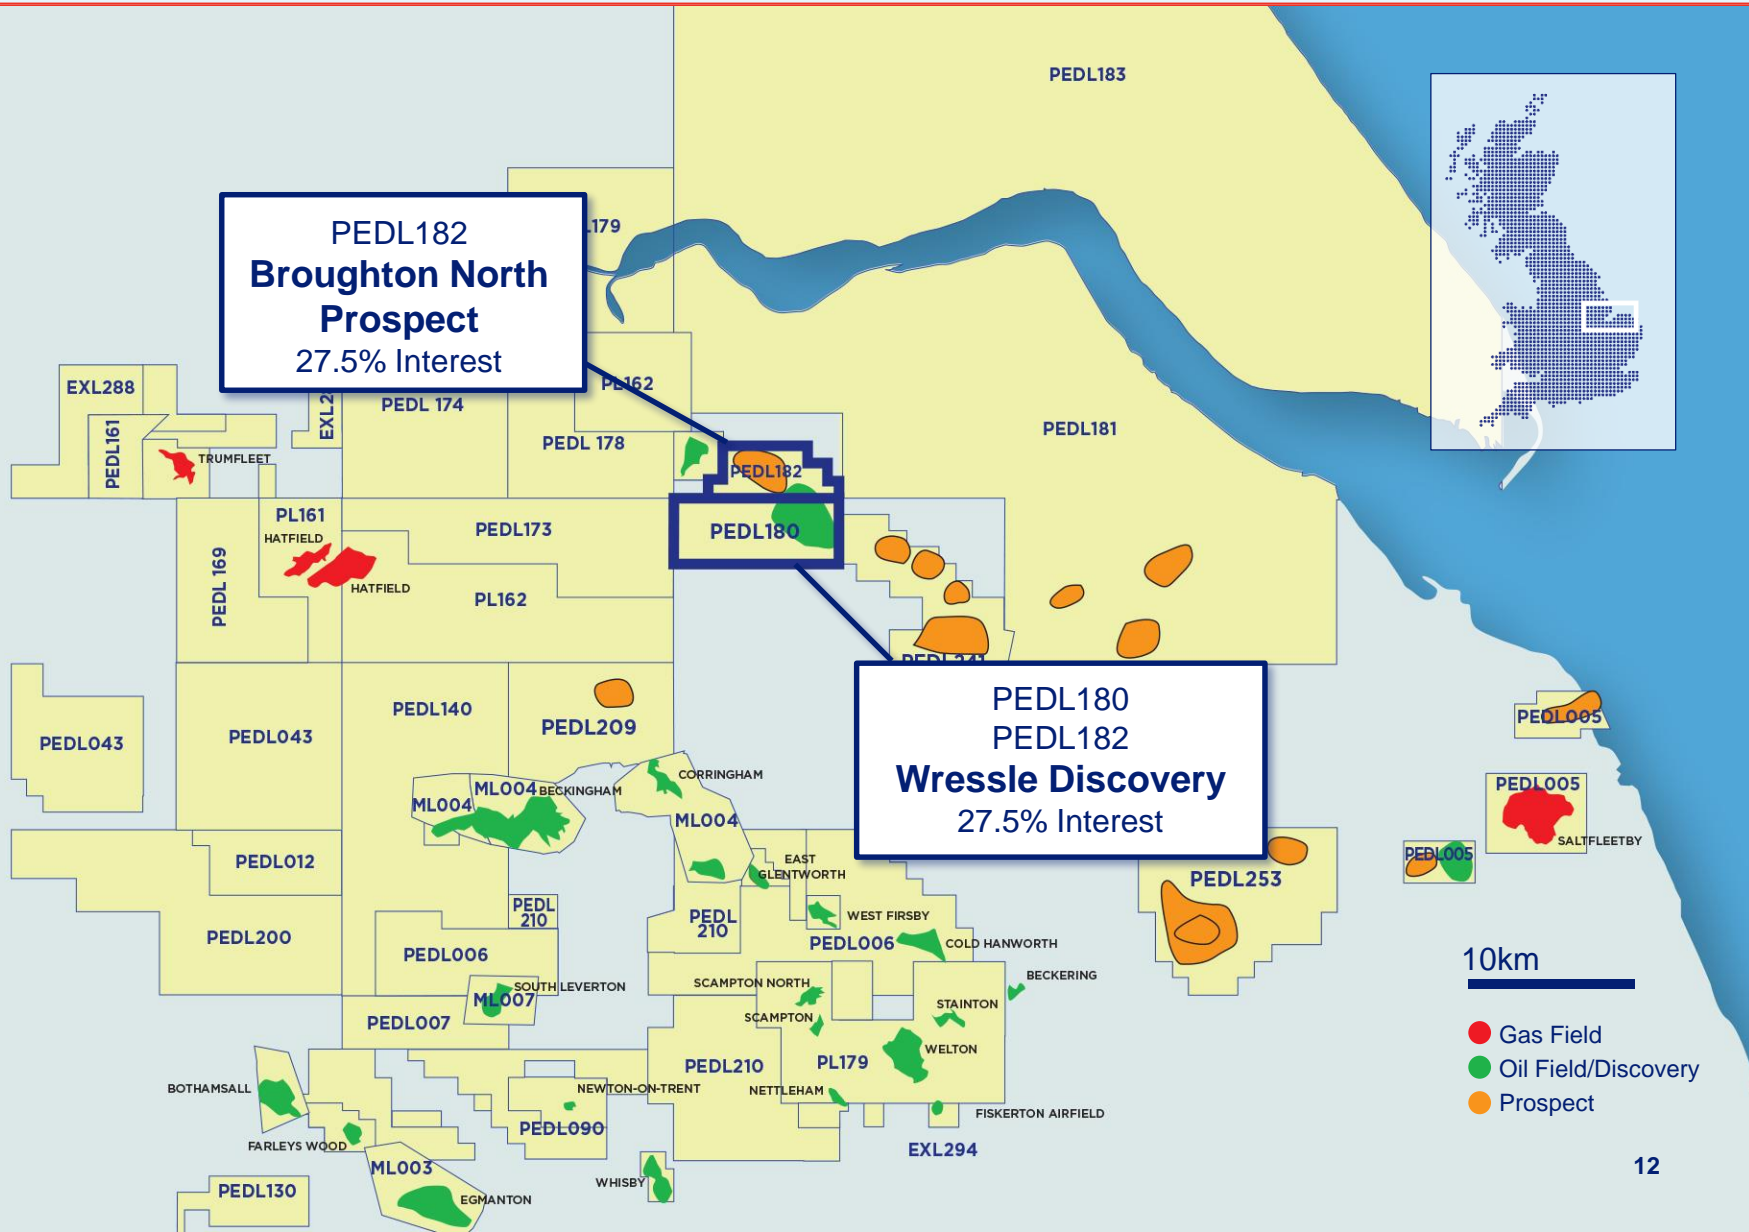 PEDL183
L179
PEDL182
Broughton North
Prospect
27.5% Interest
EXL288
PEDL161
TRUMFLEET
EXL2
PEDL 174
PL162
PEDL 178
PEDL181
PEDL182
PEDL180
PL161
HATFIELD
HATFIELD
PEDL 169
PEDL173
PL162
PEDL241
PEDL180
PEDL182
Wressle Discovery
27.5% Interest
PEDL043
PEDL043
PEDL140
PEDL209
ML004
ML004
BECKINGHAM
CORRINGHAM
ML004
PEDL005
PEDL005
SALTFLEETBY
PEDL005
PEDL012
EAST
GLENTWORTH
PEDL253
PEDL200
PEDL
210
PEDL
210
WEST FIRSBY
PEDL006
PEDL006
COLD HANWORTH
BECKERING
SOUTH LEVERTON
ML007
SCAMPTON NORTH
STAINTON
SCAMPTON
PEDL007
PEDL210
PL179
WELTON
BOTHAMSALL
NEWTON-ON-TRENT
NETTLEHAM
FISKERTON AIRFIELD
FARLEYS WOOD
PEDL090
EXL294
ML003
WHISBY
PEDL130
EGMANTON
10km
Gas Field
Oil Field/Discovery
Prospect
12